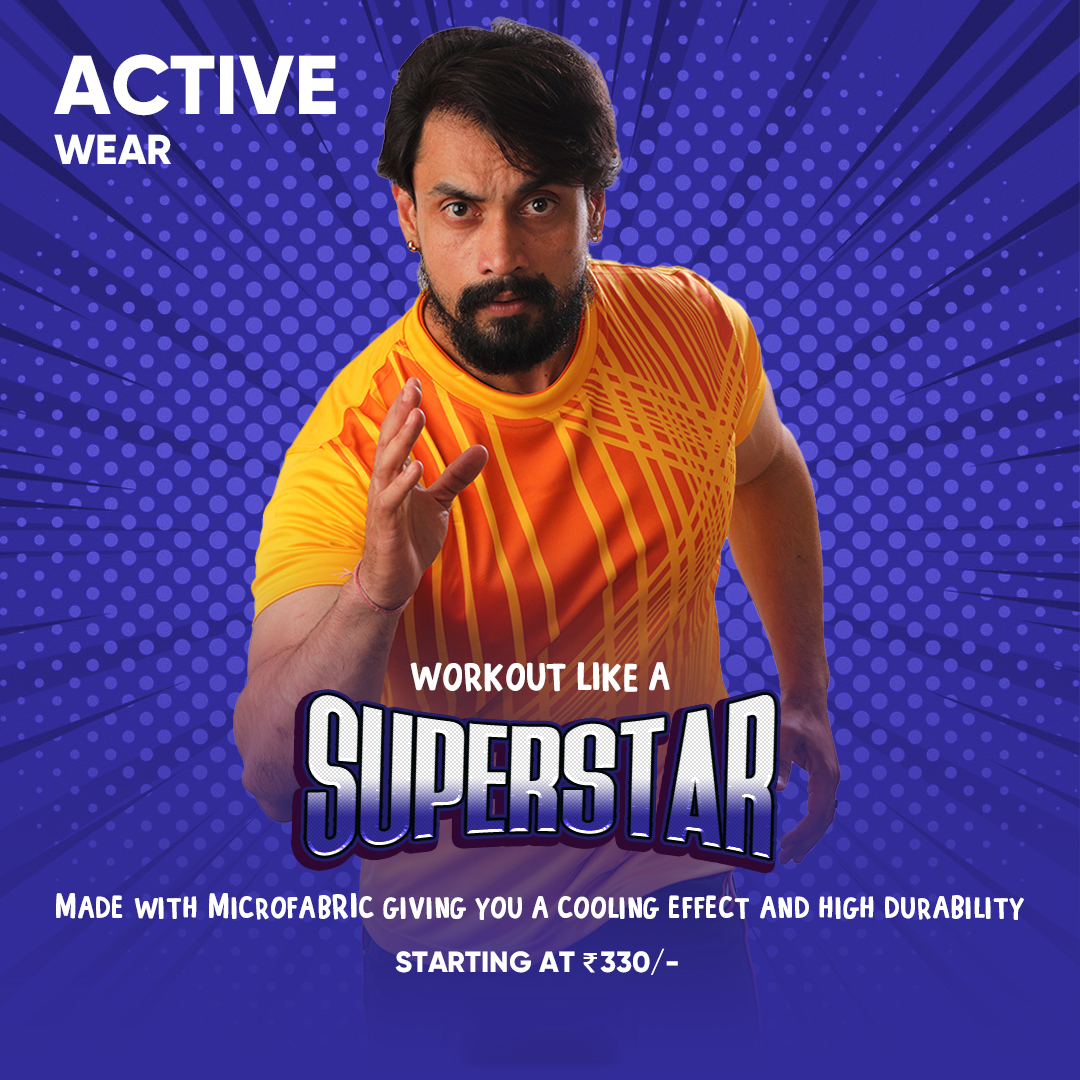 ACTIVE
WEAR
WORKOUT LIKE A
SUPERSTAR
MADE WITH MICROFABRIC GIVING YOU A COOLING EFFECT AND HIGH DURABILITY
STARTING AT ₹330/-